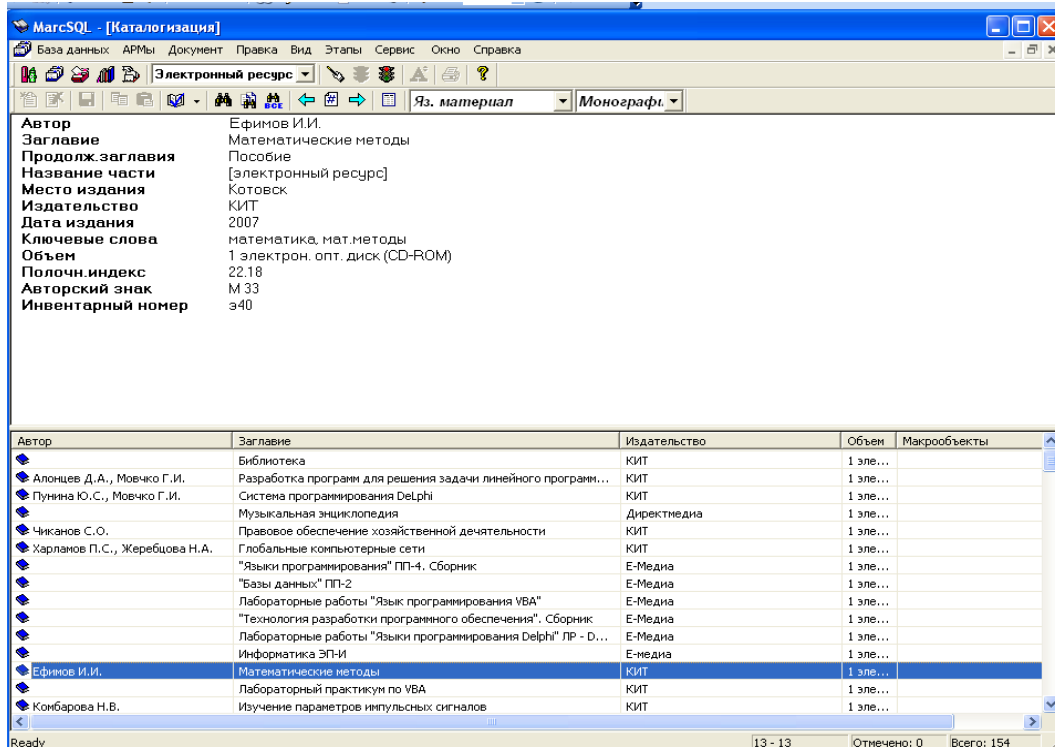 MarcSQL - [Каталогизация]
База данных АРМы Документ Правка Вид Этапы Сервис Окно Справка
Электронный ресурс
ВСЕ # Яз. материал Монографи
Автор Ефимов И.И.
Заглавие Математические методы
Продолж.заглавия Пособие
Название части [электронный ресурс]
Место издания Котовск
Издательство КИТ
Дата издания 2007
Ключевые слова математика, мат.методы
Объем 1 электрон. опт. диск (CD-ROM)
Полочн.индекс 22.18
Авторский знак М 33
Инвентарный номер э40
Автор Заглавие Издательство Объем Макрообъекты
Библиотека КИТ 1 эле...
Алонцев Д.А., Мовчко Г.И. Разработка программ для решения задачи линейного программ... КИТ 1 эле...
Пунина Ю.С., Мовчко Г.И. Система программирования DeLphi КИТ 1 эле...
Музыкальная энциклопедия Директмедиа 1 эле...
Чиканов С.О. Правовое обеспечение хозяйственной дечятельности КИТ 1 эле...
Харламов П.С., Жеребцова Н.А. Глобальные компьютерные сети КИТ 1 эле...
"Языки программирования" ПП-4. Сборник Е-Медиа 1 эле...
"Базы данных" ПП-2 Е-Медиа 1 эле...
Лабораторные работы "Язык программирования VBA" Е-Медиа 1 эле...
"Технология разработки программного обеспечения". Сборник Е-Медиа 1 эле...
Лабораторные работы "Языки программирования Delphi" ЛР - D... Е-Медиа 1 эле...
Информатика ЭП-И Е-медиа 1 эле...
Ефимов И.И. Математические методы КИТ 1 эле...
Лабораторный практикум по VBA КИТ 1 эле...
Комбарова Н.В. Изучение параметров импульсных сигналов КИТ 1 эле...
Ready 13 - 13 Отмечено: 0 Всего: 154